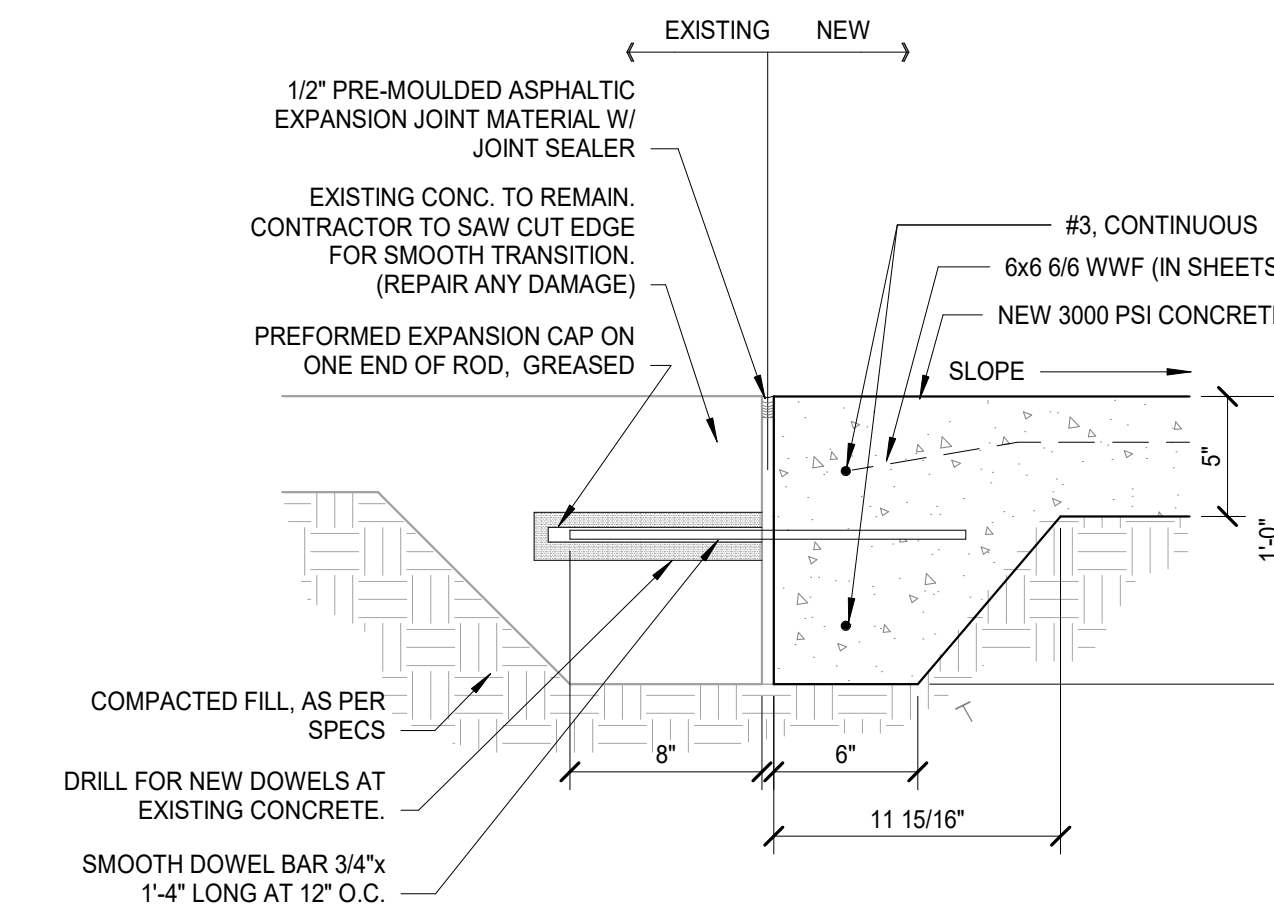 EXISTING NEW
1/2" PRE-MOULDED ASPHALTIC
EXPANSION JOINT MATERIAL W/
JOINT SEALER
EXISTING CONC. TO REMAIN.
CONTRACTOR TO SAW CUT EDGE
FOR SMOOTH TRANSITION.
(REPAIR ANY DAMAGE)
PREFORMED EXPANSION CAP ON
ONE END OF ROD, GREASED
#3, CONTINUOUS
6x6 6/6 WWF (IN SHEETS
NEW 3000 PSI CONCRET
SLOPE
5"
1'-0"
COMPACTED FILL, AS PER
SPECS
DRILL FOR NEW DOWELS AT
EXISTING CONCRETE.
SMOOTH DOWEL BAR 3/4"x
1'-4" LONG AT 12" O.C.
8"
6"
11 15/16"